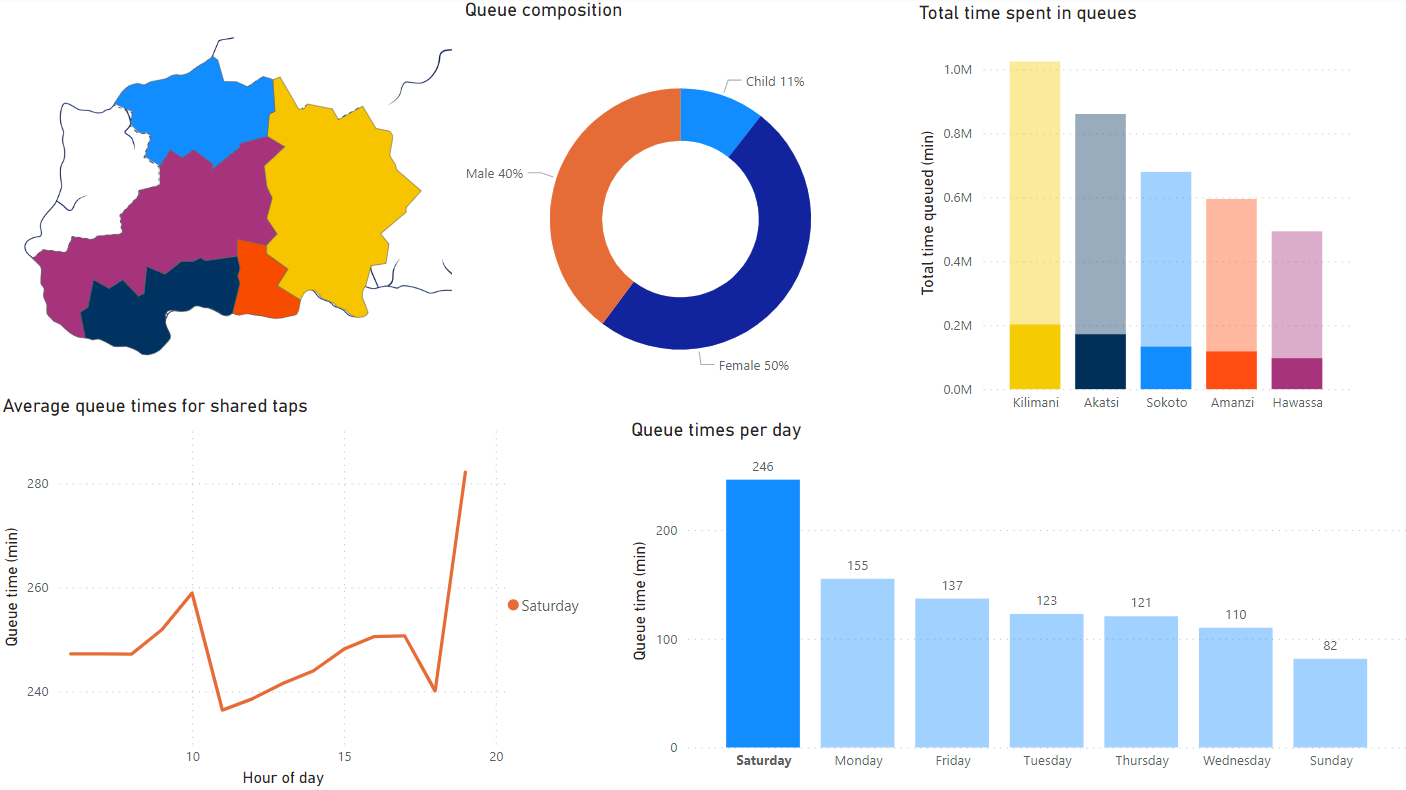 Queue composition
Child 11%
Male 40%
Female 50%
Total time spent in queues
Total time queued (min)
1.0M
0.8M
0.6M
0.4M
0.2M
0.0M
Kilimani Akatsi Sokoto Amanzi Hawassa
Average queue times for shared taps
Queue time (min)
280
260
240
10 15 20
Hour of day
Saturday
Queue times per day
Queue time (min)
200
100
0
246 155 137 123 121 110 82
Saturday Monday Friday Tuesday Thursday Wednesday Sunday